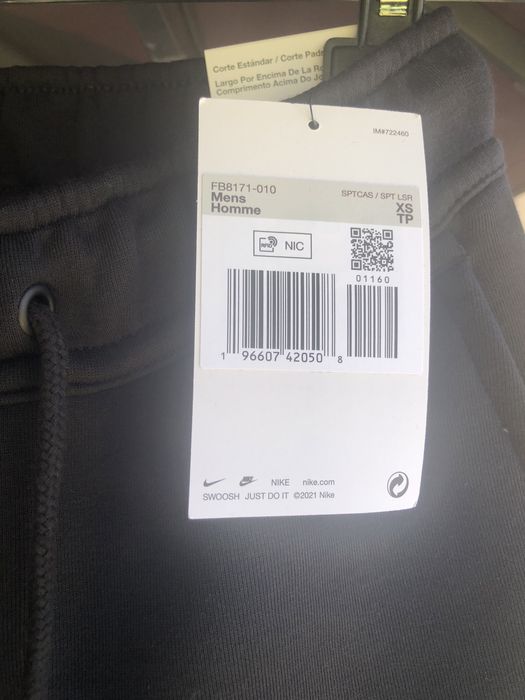 Corte Estándar / Corte Padr
Largo Por Encima De La Ro
Comprimento Acima Do Jo
IM#722460
FB8171-010
Mens
Homme
SPTCAS / SPT LSR
XS
TP
RFID
NIC
01160
1 96607 42050 8
NIKE nike.com
SWOOSH JUST DO IT ©2021 Nike